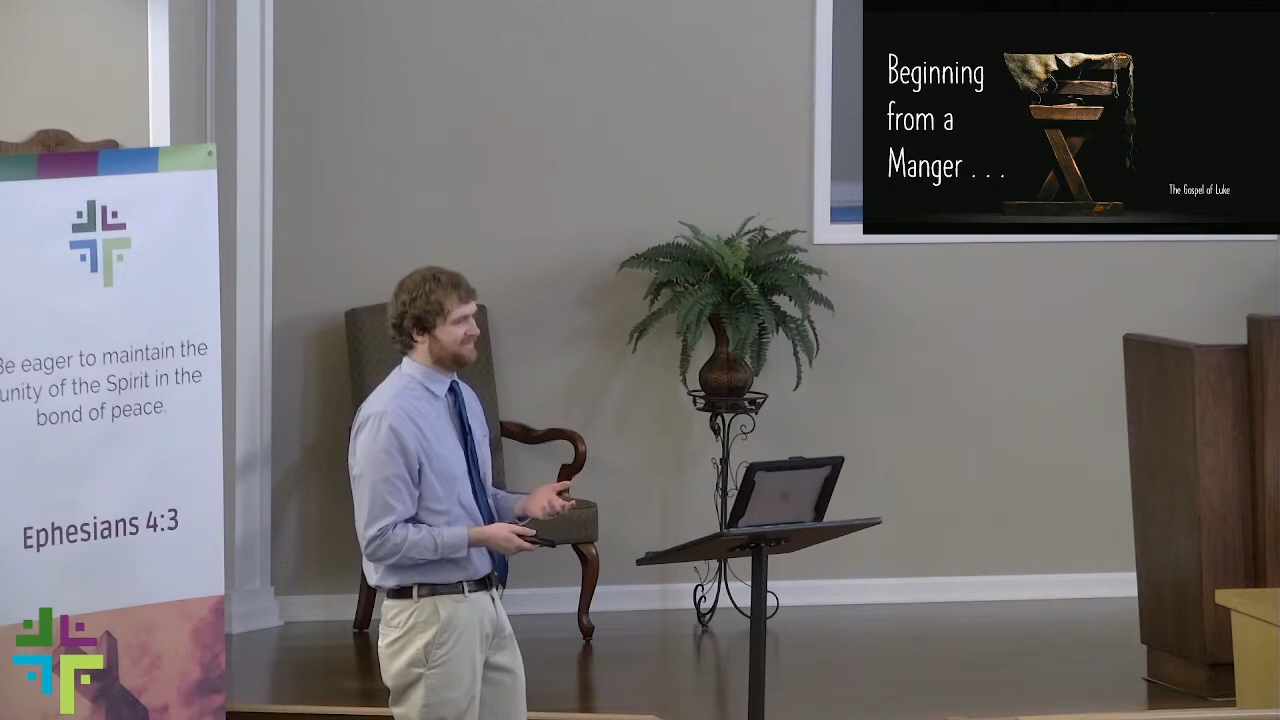 Beginning
from a
Manger . . .
The Gospel of Luke
Be eager to maintain the
unity of the Spirit in the
bond of peace.
Ephesians 4:3